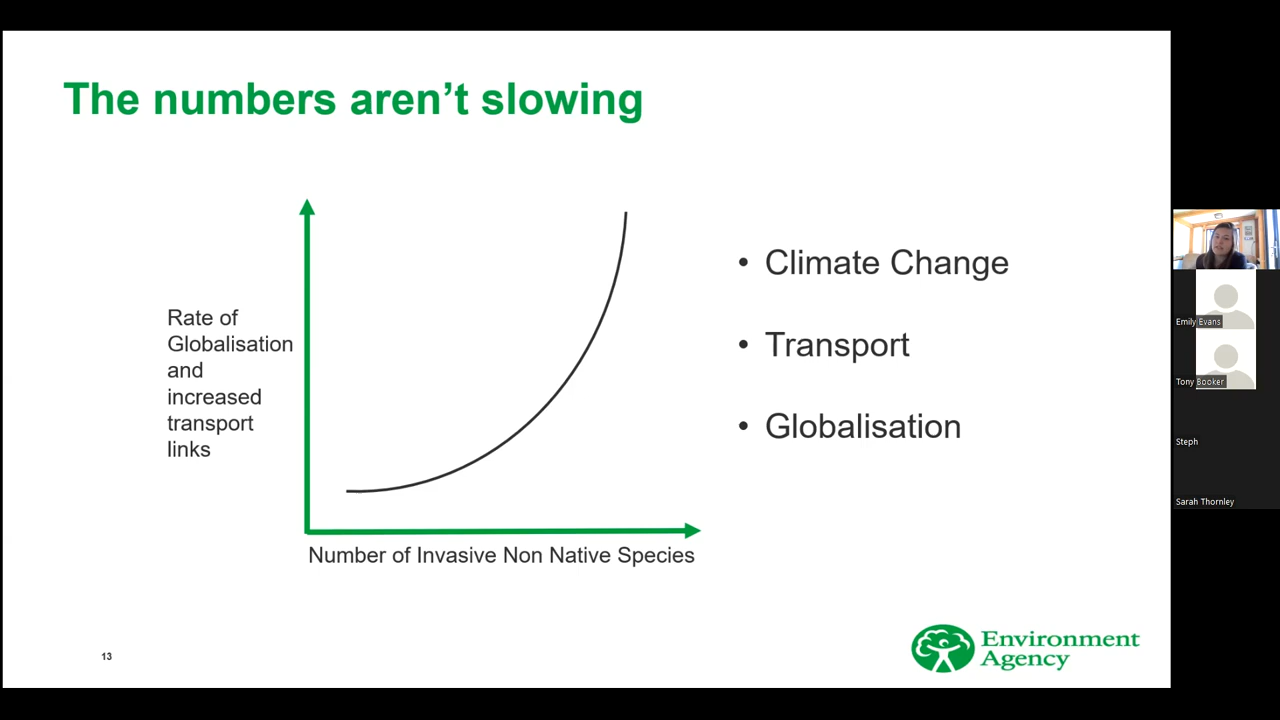 The numbers aren't slowing
Rate of
Globalisation
and
increased
transport
links
Number of Invasive Non Native Species
• Climate Change
• Transport
• Globalisation
13
Environment
Agency
Emily Evans
Tony Booker
Steph
Sarah Thornley